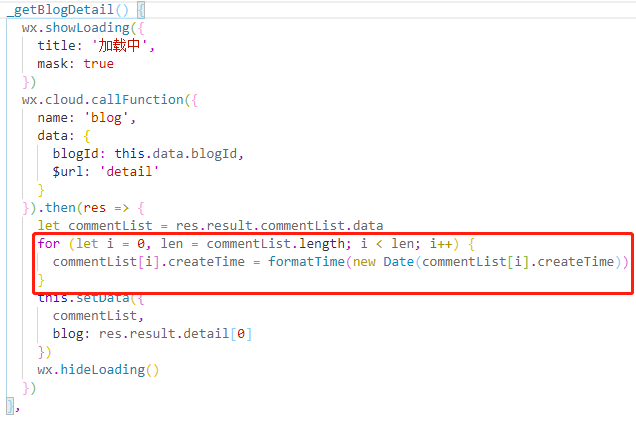 _getBlogDetail() {
wx.showLoading({
title: '加载中',
mask: true
})
wx.cloud.callFunction({
name: 'blog',
data: {
blogId: this.data.blogId,
$url: 'detail'
}
}).then(res => {
let commentList = res.result.commentList.data
for (let i = 0, len = commentList.length; i < len; i++) {
commentList[i].createTime = formatTime(new Date(commentList[i].createTime))
}
this.setData({
commentList,
blog: res.result.detail[0]
})
wx.hideLoading()
})
},